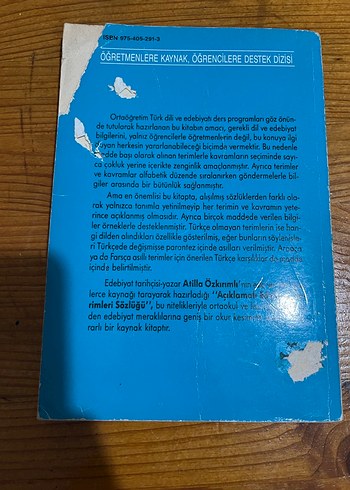 ISBN 975-405-291-3
ÖĞRETMENLERE KAYNAK, ÖĞRENCİLERE DESTEK DİZİSİ
Ortaöğretim Türk dili ve edebiyatı ders programları göz önün-
de tutularak hazırlanan bu kitabın amacı, gerekli dil ve edebiyat
bilgilerini, yalnız öğrencilerle öğretmenlerin değil, bu konuya ilgi
duyan herkesin yararlanabileceği biçimde vermektir. Bu nedenle
başı olarak alınan terimlerle kavramların seçiminde sayı-
ca çokluk yerine içerikte zenginlik amaçlanmıştır. Ayrıca terimler
ve kavramlar alfabetik düzende sıralanırken göndermelerle bil-
giler arasında bir bütünlük sağlanmıştır.
Ama en önemlisi bu kitapta, alışılmış sözlüklerden farklı ola-
rak yalnızca tanımla yetinilmeyip her terimin ve kavramın yete-
rince açıklanmış olmasıdır. Ayrıca birçok maddede verilen bilgi-
ler örneklerle desteklenmiştir. Türkçe olmayan terimlerin ise han-
gi dilden alındıkları özellikle gösterilmiş, eğer bunların söylenişle-
ri Türkçede değişmişse parantez içinde asılları verilmiştir. Arapça
ya da Farsça asıllı terimler için önerilen Türkçe karşılıklar da madde
içinde belirtilmiştir.
Edebiyat tarihçisi-yazar Atilla Özkırımlı'nın
lerce kaynağı tarayarak hazırladığı "Açıklamalı
rimleri Sözlüğü", bu nitelikleriyle ortaokul ve
den edebiyat meraklılarına geniş bir okur
rarlı bir kaynak kitaptır.